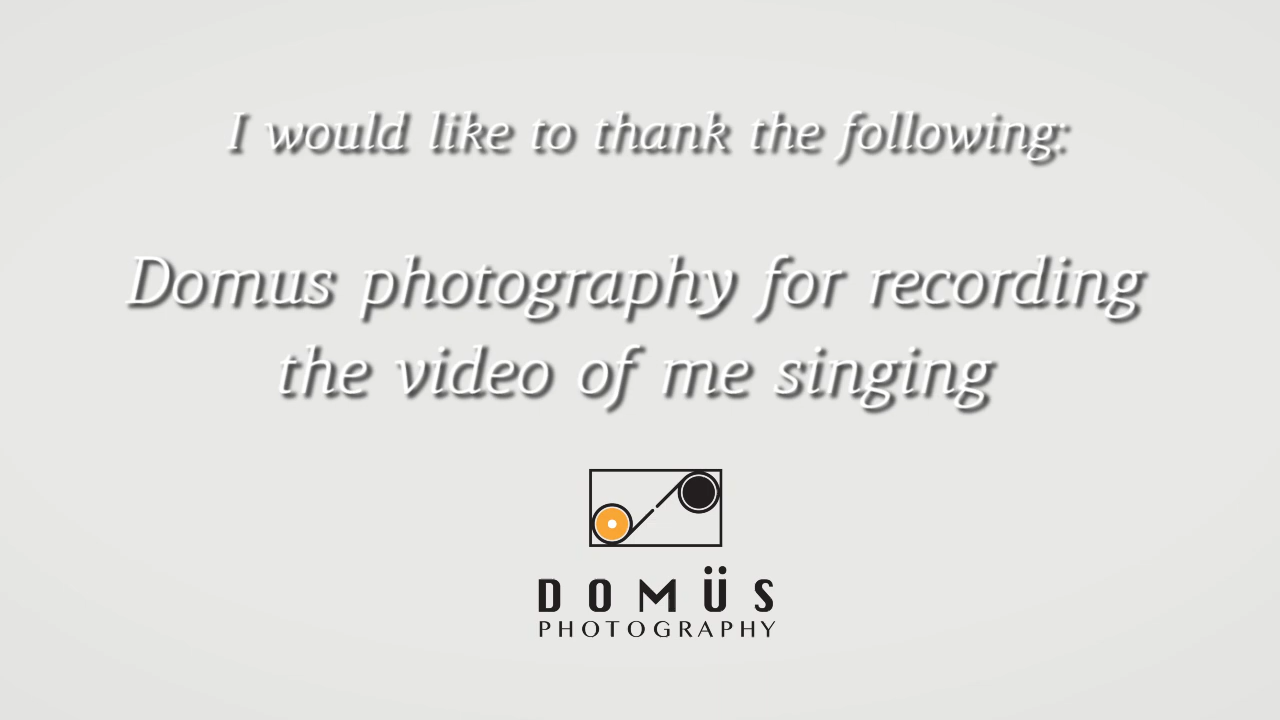 I would like to thank the following:
Domus photography for recording
the video of me singing
DOMÜS
PHOTOGRAPHY